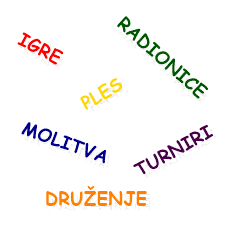 IGRE
RADIONICE
PLES
MOLITVA
TURNIRI
DRUŽENJE